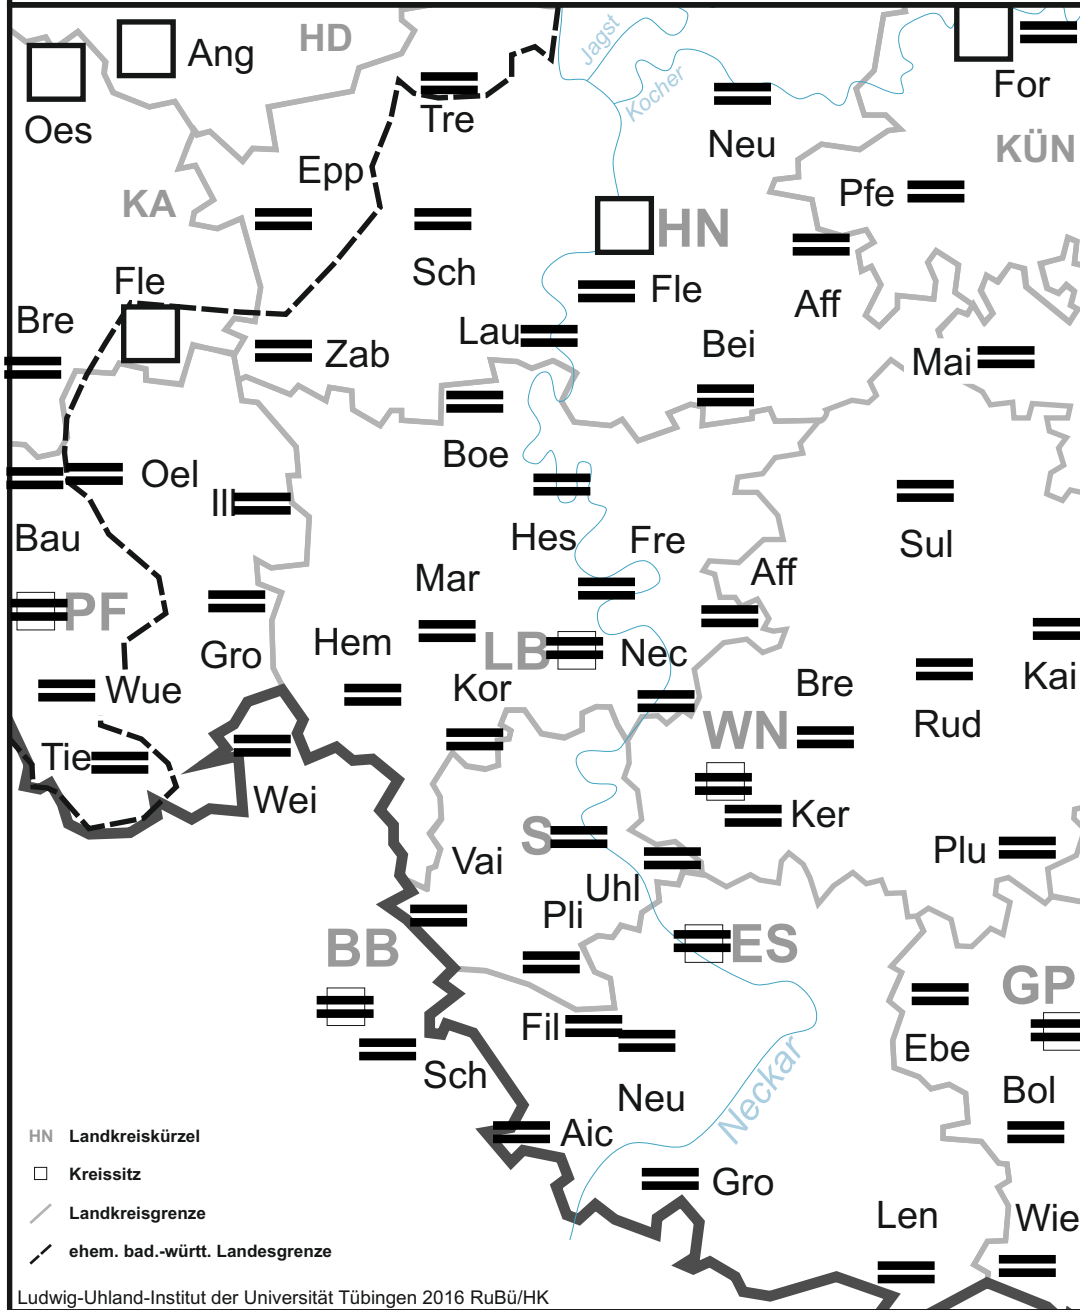 HD
Jagst
Ang
Oes
For
Kocher
Tre
Neu
KÜN
Epp
Pfe
KA
HN
Sch
Fle
Fle
Aff
Bre
Lau
Zab
Bei
Mai
Boe
Oel
Ill
Bau
Hes
Fre
Sul
Mar
Aff
PF
Gro
Hem
LB
Nec
Kai
Wue
Kor
Bre
Rud
WN
Tie
Wei
Ker
S
Vai
Uhl
Plu
Pli
BB
ES
GP
Fil
Ebe
Sch
Neu
Neckar
Bol
Aic
Gro
Len
Wie
HN Landkreiskürzel
Kreissitz
Landkreisgrenze
ehem. bad.-württ. Landesgrenze
Ludwig-Uhland-Institut der Universität Tübingen 2016 RuBü/HK